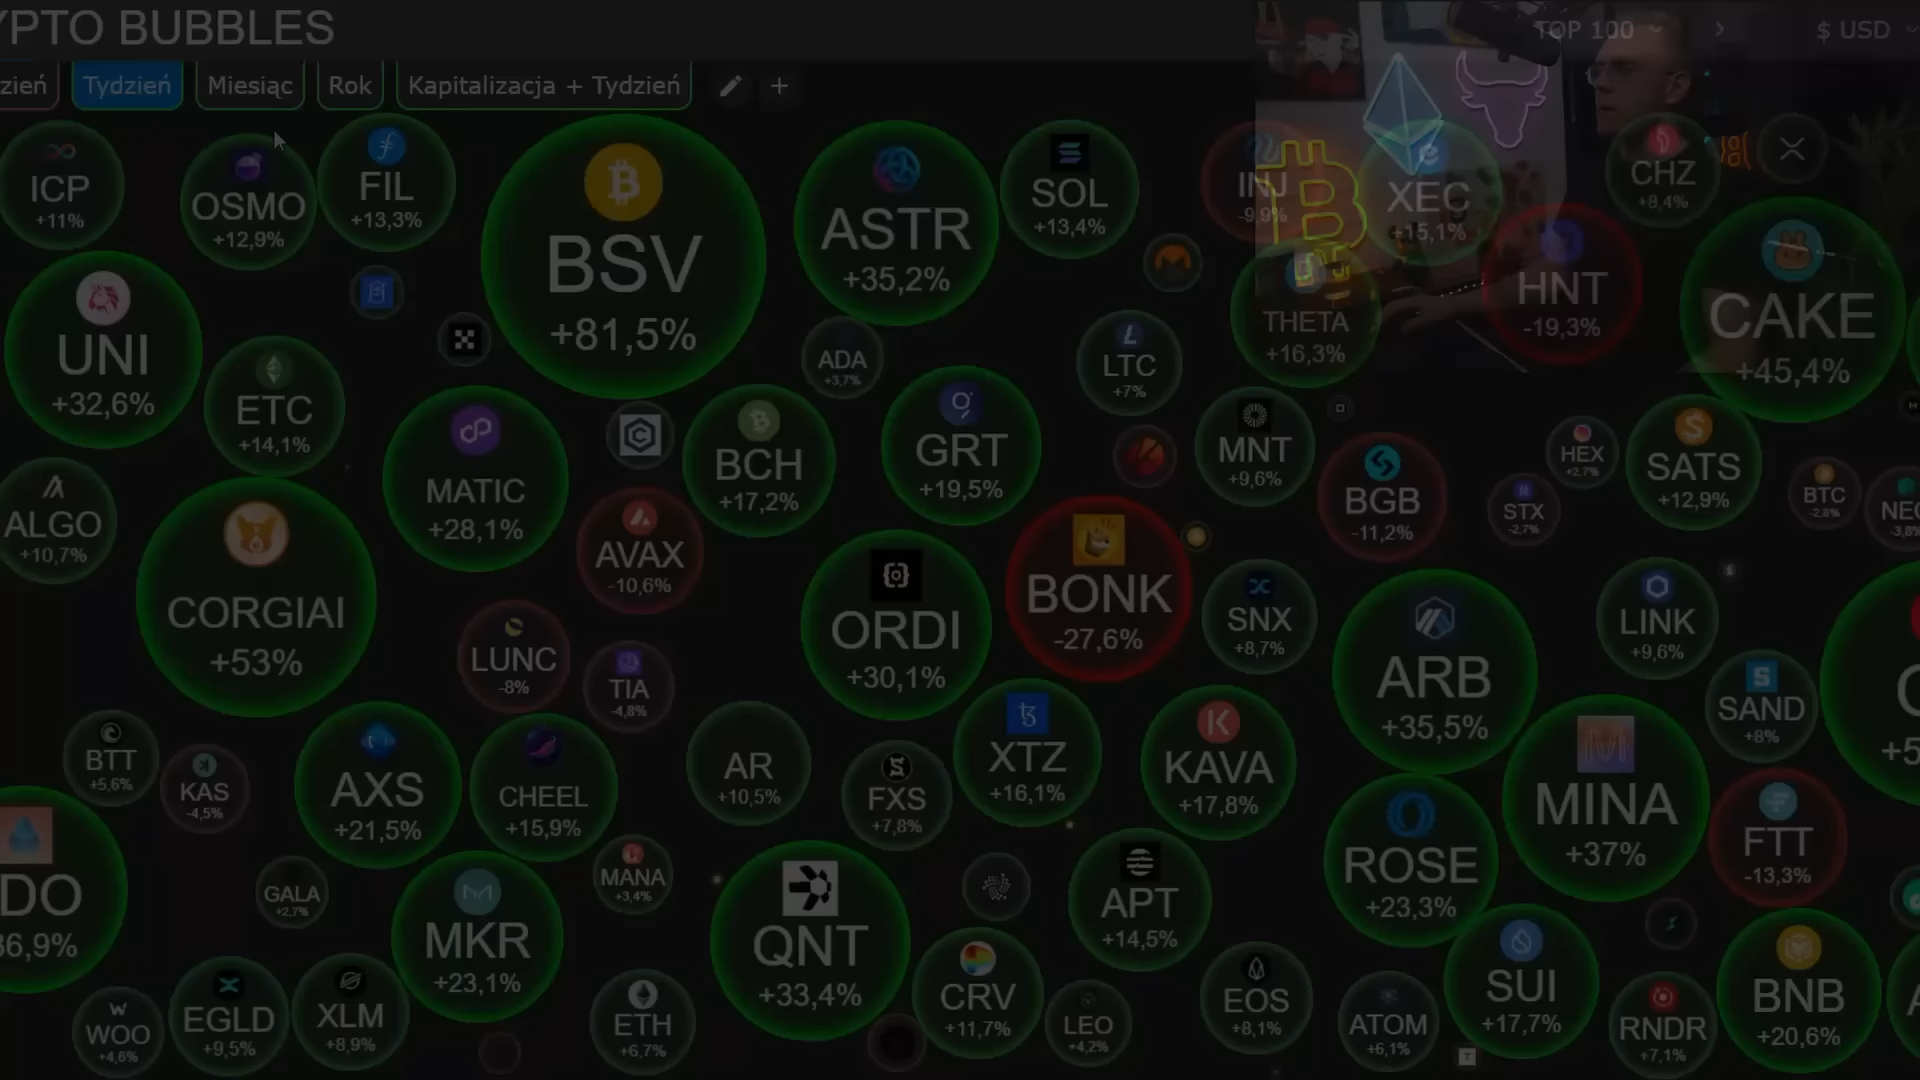 YPTO BUBBLES
TOP 100
$ USD
zień
Tydzień
Miesiąc
Rok
Kapitalizacja + Tydzień
ICP
+11%
OSMO
+12,9%
FIL
+13,3%
BSV
+81,5%
ASTR
+35,2%
SOL
+13,4%
INJ
-9,9%
XEC
+15,1%
CHZ
+8,4%
UNI
+32,6%
ETC
+14,1%
ADA
+3,7%
LTC
+7%
THETA
+16,3%
HNT
-19,3%
CAKE
+45,4%
MATIC
+28,1%
BCH
+17,2%
GRT
+19,5%
MNT
+9,6%
BGB
-11,2%
HEX
+2,7%
SATS
+12,9%
BTC
-2,8%
STX
-2,7%
ALGO
+10,7%
CORGIAI
+53%
AVAX
-10,6%
ORDI
+30,1%
BONK
-27,6%
SNX
+8,7%
ARB
+35,5%
LINK
+9,6%
LUNC
-8%
TIA
-4,8%
SAND
+8%
BTT
+5,6%
KAS
-4,5%
AXS
+21,5%
CHEEL
+15,9%
AR
+10,5%
FXS
+7,8%
XTZ
+16,1%
KAVA
+17,8%
MINA
+37%
FTT
-13,3%
DO
36,9%
GALA
+2,7%
MKR
+23,1%
MANA
+3,4%
QNT
+33,4%
APT
+14,5%
ROSE
+23,3%
WOO
+4,6%
EGLD
+9,5%
XLM
+8,9%
ETH
+6,7%
CRV
+11,7%
LEO
+4,2%
EOS
+8,1%
ATOM
+6,1%
SUI
+17,7%
RNDR
+7,1%
BNB
+20,6%